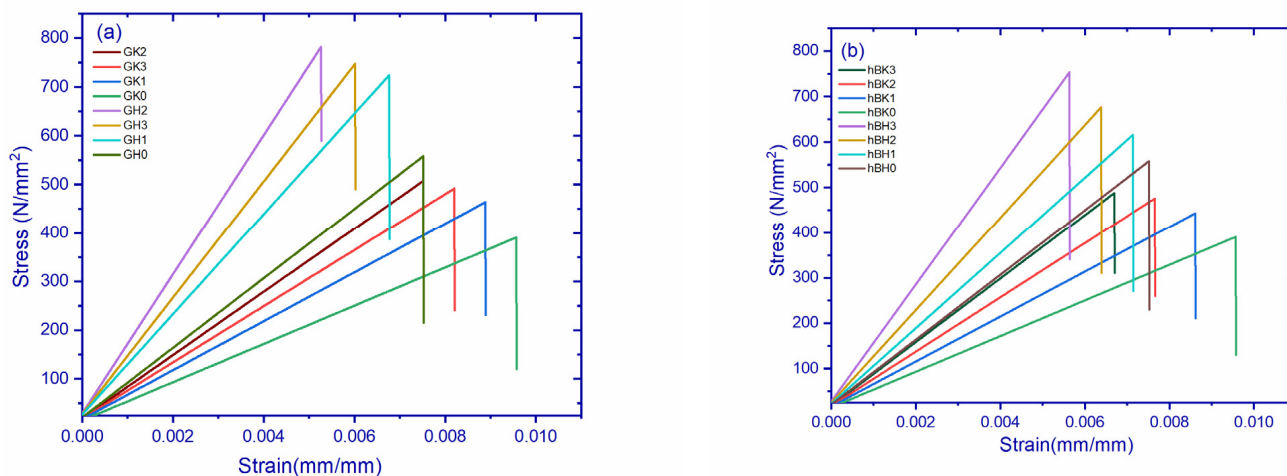 (a)
GK2
GK3
GK1
GK0
GH2
GH3
GH1
GH0
800
700
600
500
400
300
200
100
Stress (N/mm²)
0.000 0.002 0.004 0.006 0.008 0.010
Strain(mm/mm)
(b)
hBK3
hBK2
hBK1
hBK0
hBH3
hBH2
hBH1
hBH0
800
700
600
500
400
300
200
100
Stress (N/mm²)
0.000 0.002 0.004 0.006 0.008 0.010
Strain(mm/mm)